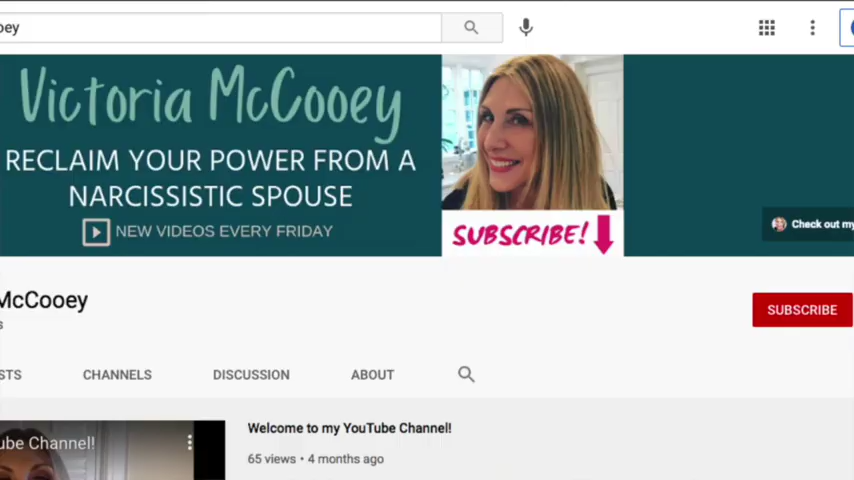 oey
Victoria McCooey
RECLAIM YOUR POWER FROM A
NARCISSISTIC SPOUSE
NEW VIDEOS EVERY FRIDAY
SUBSCRIBE!
Check out my
McCooey
s
SUBSCRIBE
STS CHANNELS DISCUSSION ABOUT
ube Channel!
Welcome to my YouTube Channel!
65 views • 4 months ago